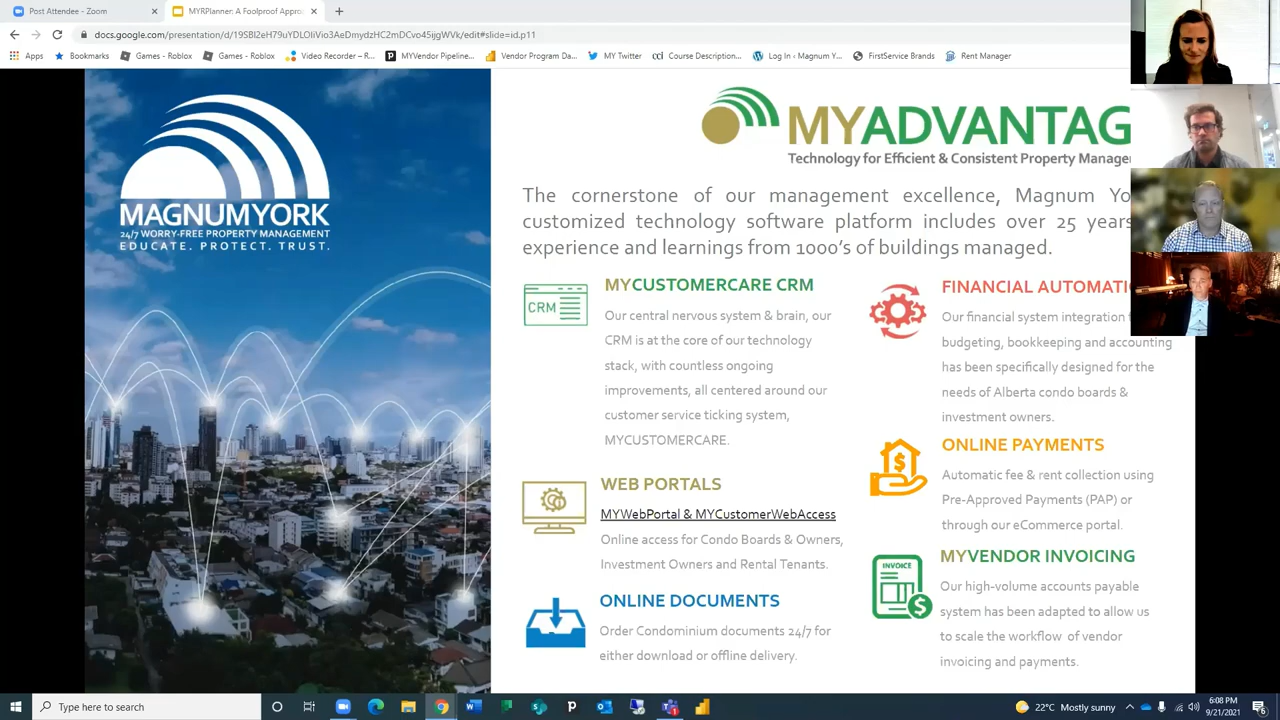 Post Attendee - Zoom
MYRPlanner: A Foolproof Appro
docs.google.com/presentation/d/19SBl2eH79uYDLOIiVio3AeDmydzHC2mDCvo45ijgWVk/edit#slide=id.p11
Apps
Bookmarks
Games - Roblox
Games - Roblox
Video Recorder – R...
MYVendor Pipeline...
Vendor Program Da...
MY Twitter
cci
Course Description...
Log In ‹ Magnum Y...
FirstService Brands
Rent Manager
MAGNUMYORK
24/7 WORRY-FREE PROPERTY MANAGEMENT
EDUCATE. PROTECT. TRUST.
MYADVANTAG
Technology for Efficient & Consistent Property Manager
The cornerstone of our management excellence, Magnum Yo
customized technology software platform includes over 25 years
experience and learnings from 1000's of buildings managed.
CRM
MYCUSTOMERCARE CRM
Our central nervous system & brain, our
CRM is at the core of our technology
stack, with countless ongoing
improvements, all centered around our
customer service ticking system,
MYCUSTOMERCARE.
WEB PORTALS
MYWebPortal & MYCustomerWebAccess
Online access for Condo Boards & Owners,
Investment Owners and Rental Tenants.
ONLINE DOCUMENTS
Order Condominium documents 24/7 for
either download or offline delivery.
FINANCIAL AUTOMATI
Our financial system integration
budgeting, bookkeeping and accounting
has been specifically designed for the
needs of Alberta condo boards &
investment owners.
ONLINE PAYMENTS
Automatic fee & rent collection using
Pre-Approved Payments (PAP) or
through our eCommerce portal.
INVOICE
MYVENDOR INVOICING
Our high-volume accounts payable
system has been adapted to allow us
to scale the workflow of vendor
invoicing and payments.
Type here to search
22°C Mostly sunny
6:08 PM
9/21/2021